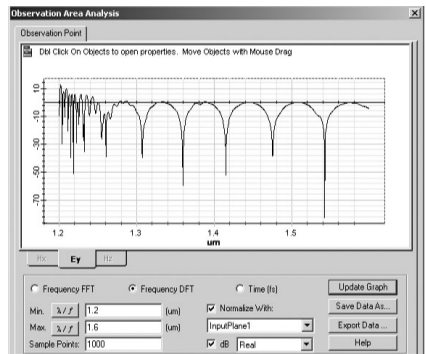 Observation Area Analysis
Observation Point
Dbl Click On Objects to open properties. Move Objects with Mouse Drag
10
-10
-30
-50
-70
1.2 1.3 1.4 1.5
um
Hx Ey Hz
Frequency FFT Frequency DFT Time (fs) Update Graph
Min. λ / f 1.2 (um) Normalize With: Save Data As...
Max. λ / f 1.6 (um) InputPlane1 Export Data ...
Sample Points: 1000 dB Real Help